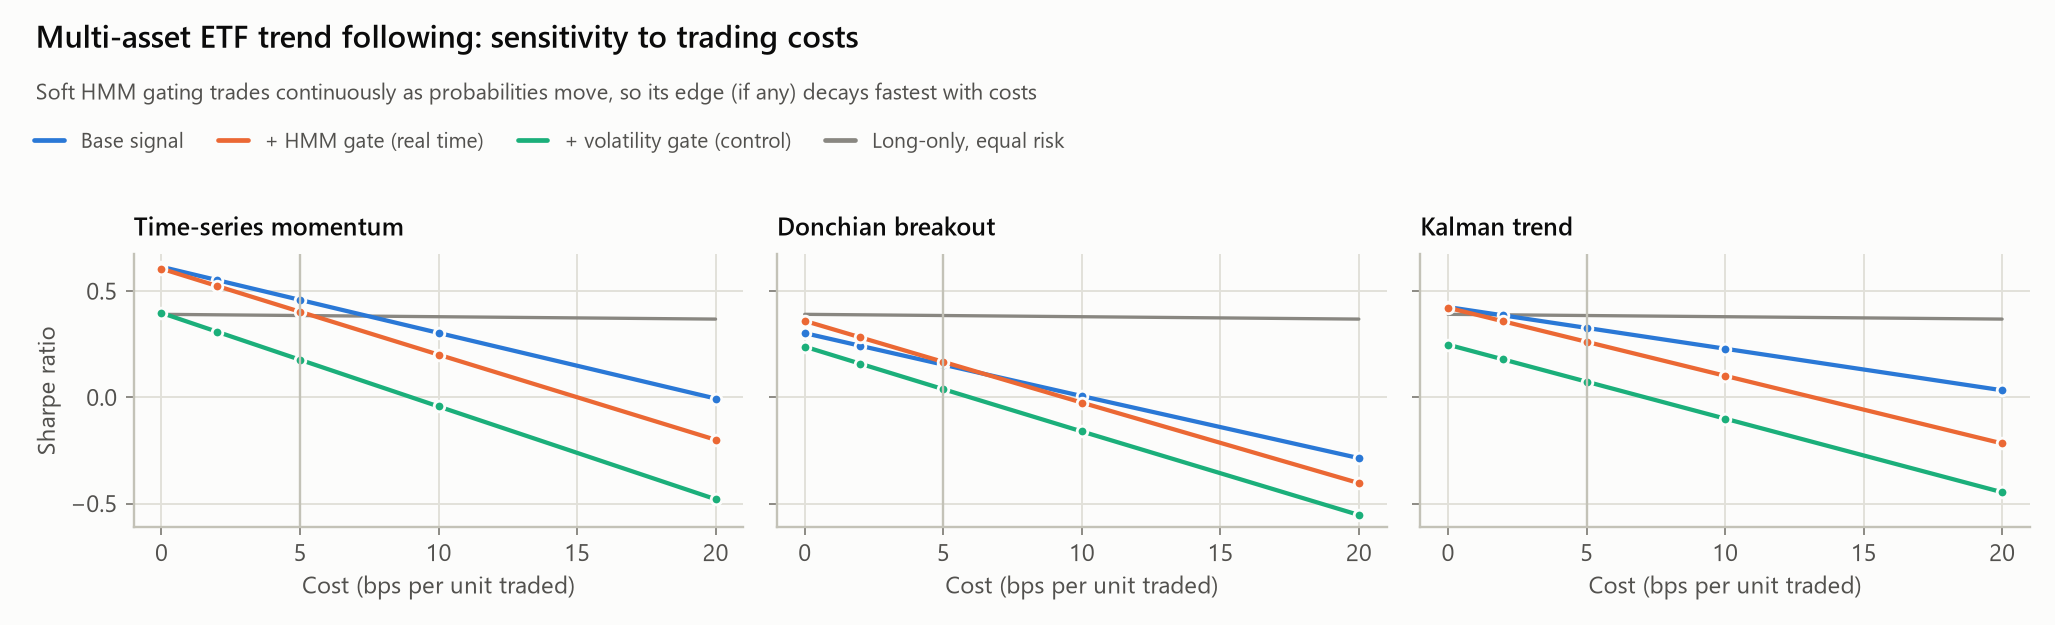 Multi-asset ETF trend following: sensitivity to trading costs
Soft HMM gating trades continuously as probabilities move, so its edge (if any) decays fastest with costs
Base signal + HMM gate (real time) + volatility gate (control) Long-only, equal risk
Time-series momentum Donchian breakout Kalman trend
Sharpe ratio
0.5
0.0
−0.5
0 5 10 15 20 0 5 10 15 20 0 5 10 15 20
Cost (bps per unit traded) Cost (bps per unit traded) Cost (bps per unit traded)